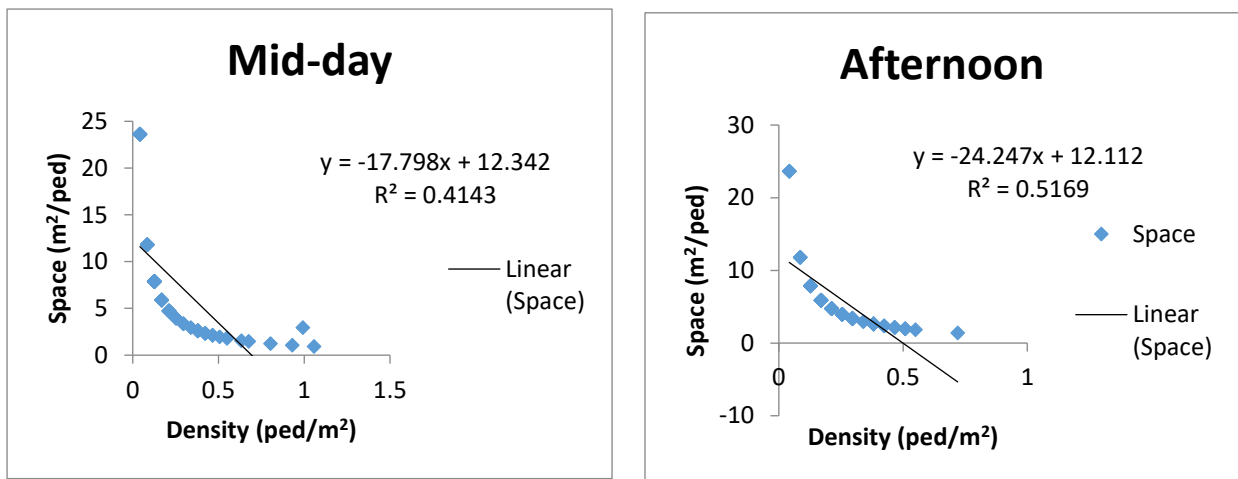 Mid-day
25
20
15
10
5
0
0
0.5
1
1.5
Space (m²/ped)
Density (ped/m²)
y = -17.798x + 12.342
R² = 0.4143
Linear
(Space)
Afternoon
30
20
10
0
-10
0
0.5
1
Space (m²/ped)
Density (ped/m²)
y = -24.247x + 12.112
R² = 0.5169
Space
Linear
(Space)